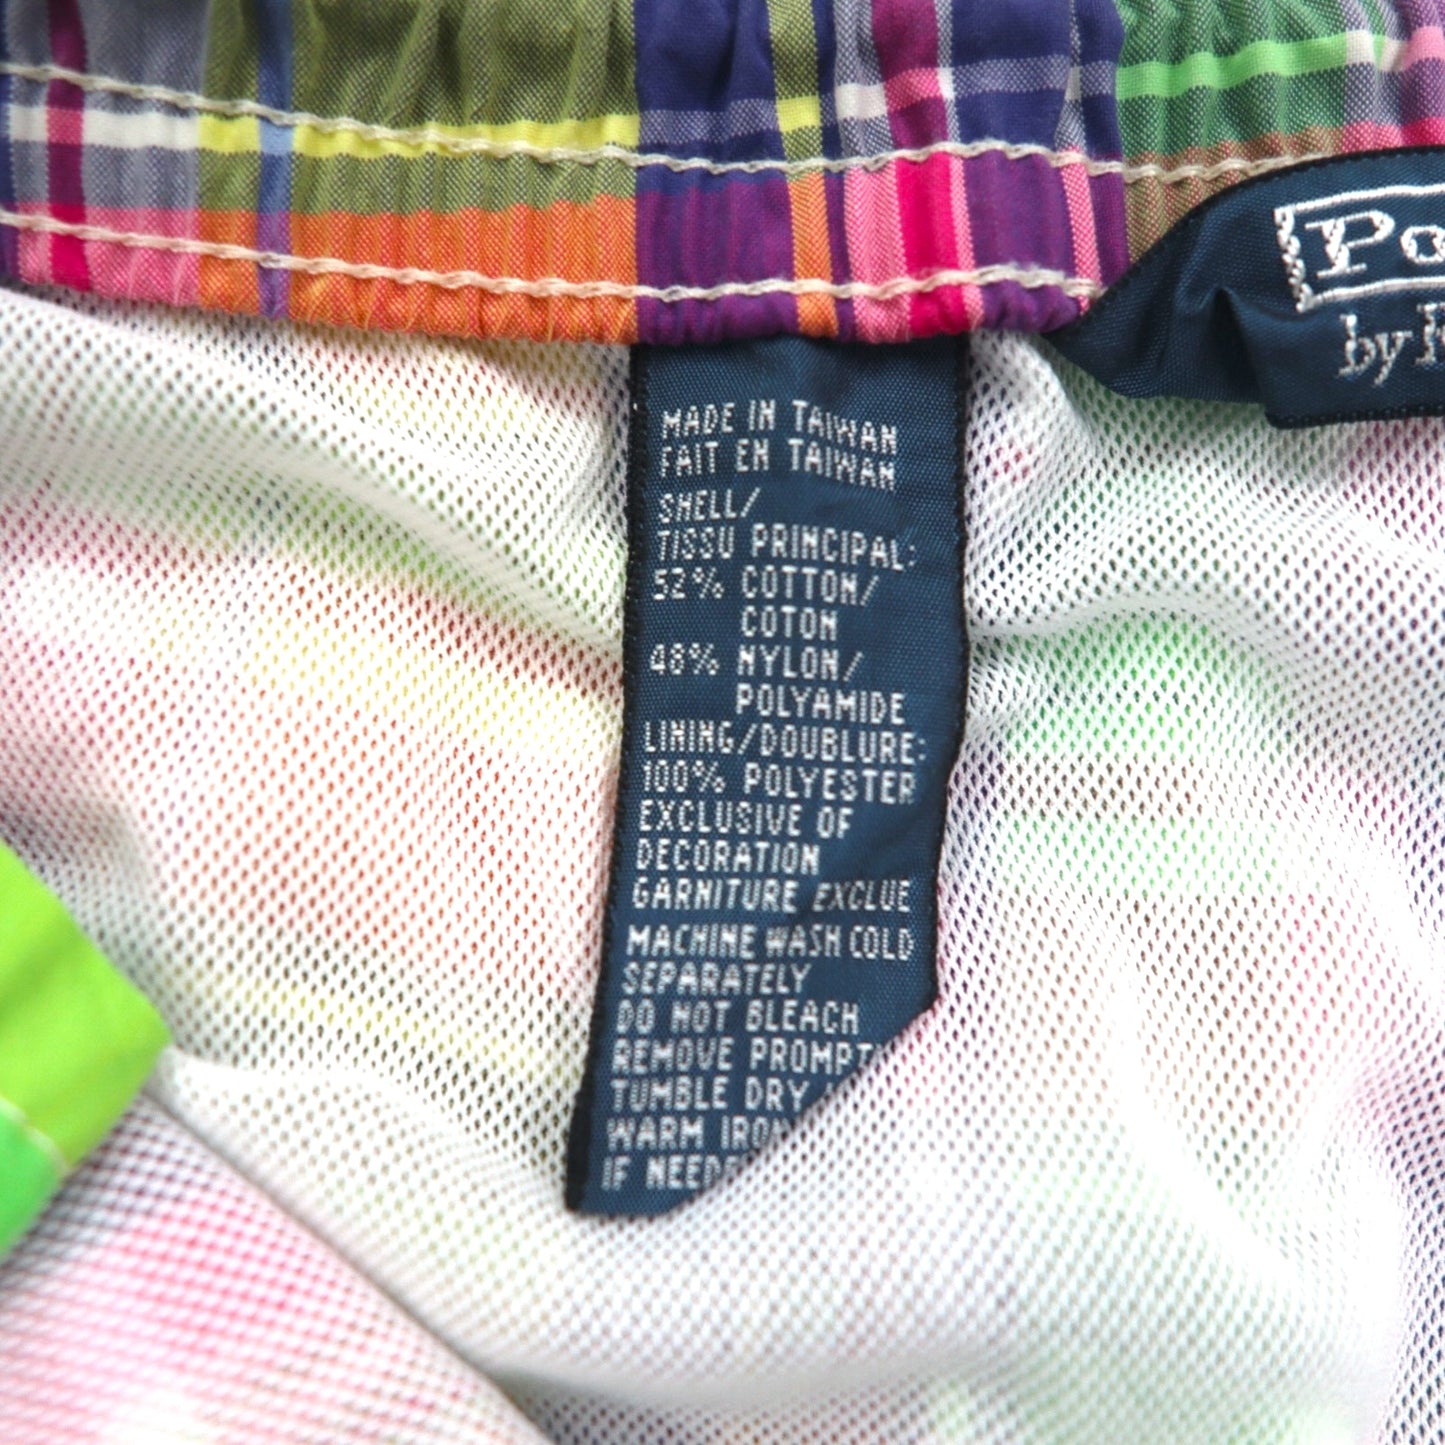 MADE IN TAIWAN
FAIT EN TAIWAN
SHELL/
TISSU PRINCIPAL:
52% COTTON/
COTON
48% NYLON/
POLYAMIDE
LINING/DOUBLURE:
100% POLYESTER
EXCLUSIVE OF
DECORATION
GARNITURE EXCLUE
MACHINE WASH COLD
SEPARATELY
DO NOT BLEACH
REMOVE PROMPT
TUMBLE DRY
WARM IRON
IF NEED
Po
by R